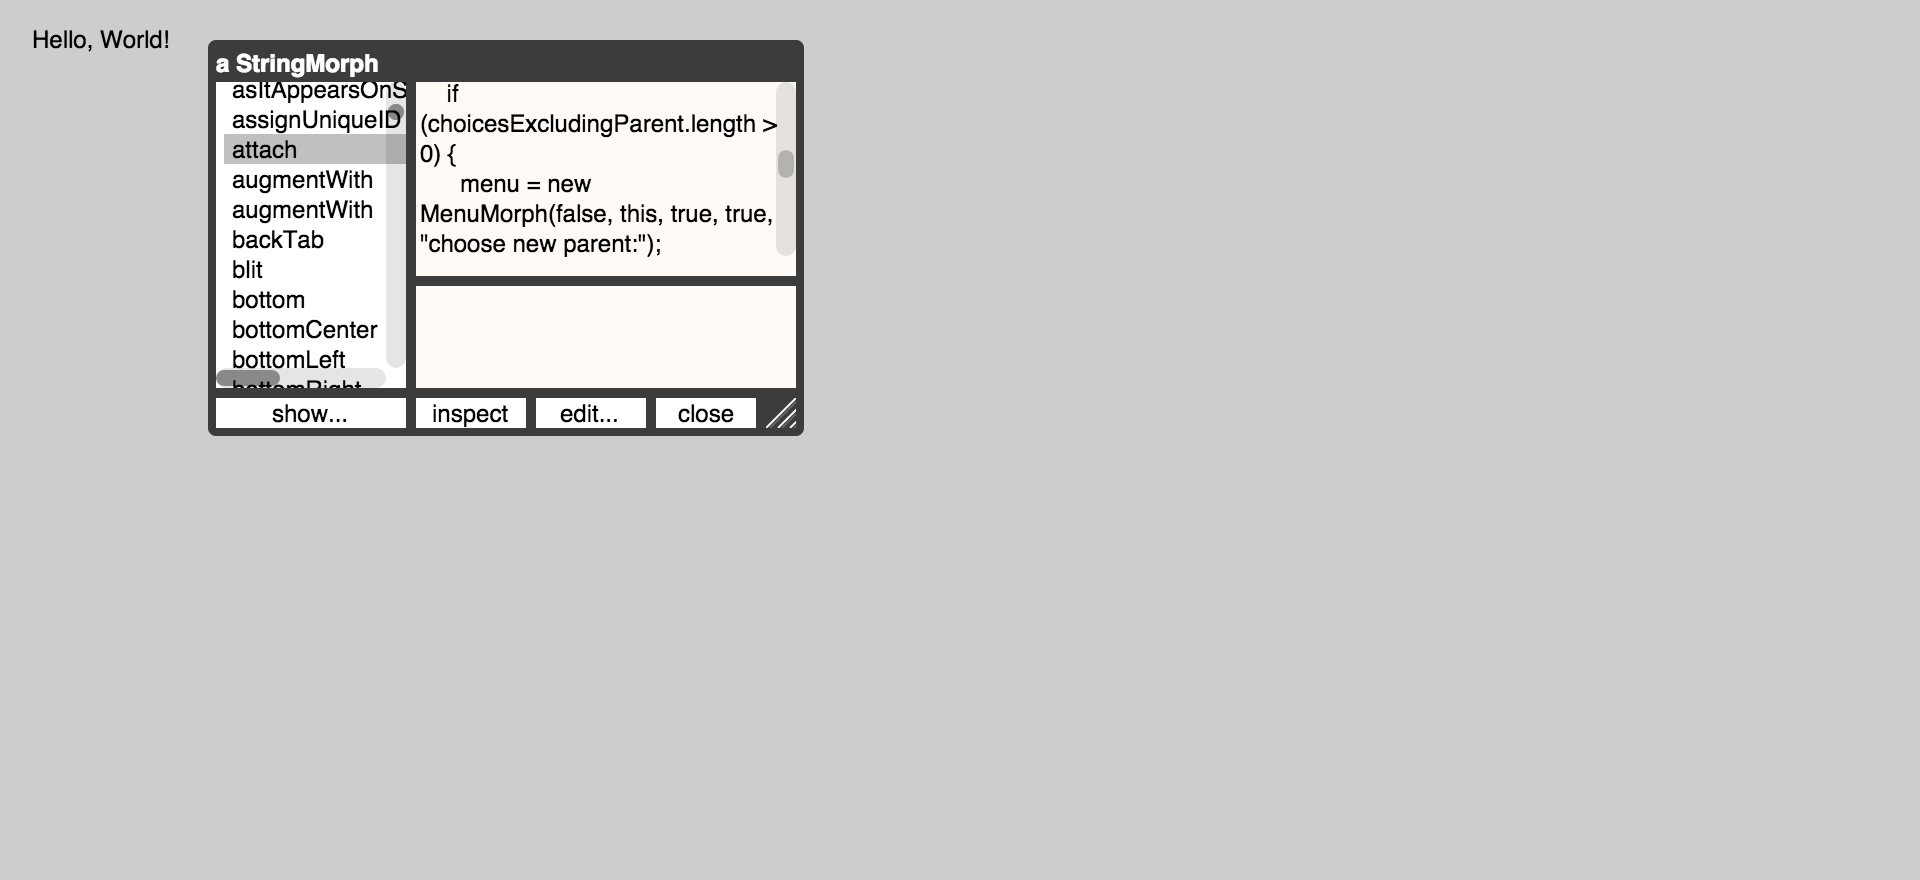 Hello, World!
a StringMorph
asItAppearsOnS
assignUniqueID
attach
augmentWith
augmentWith
backTab
blit
bottom
bottomCenter
bottomLeft
bottomRight
if
(choicesExcludingParent.length >
0) {
menu = new
MenuMorph(false, this, true, true,
"choose new parent:");
show...
inspect
edit...
close